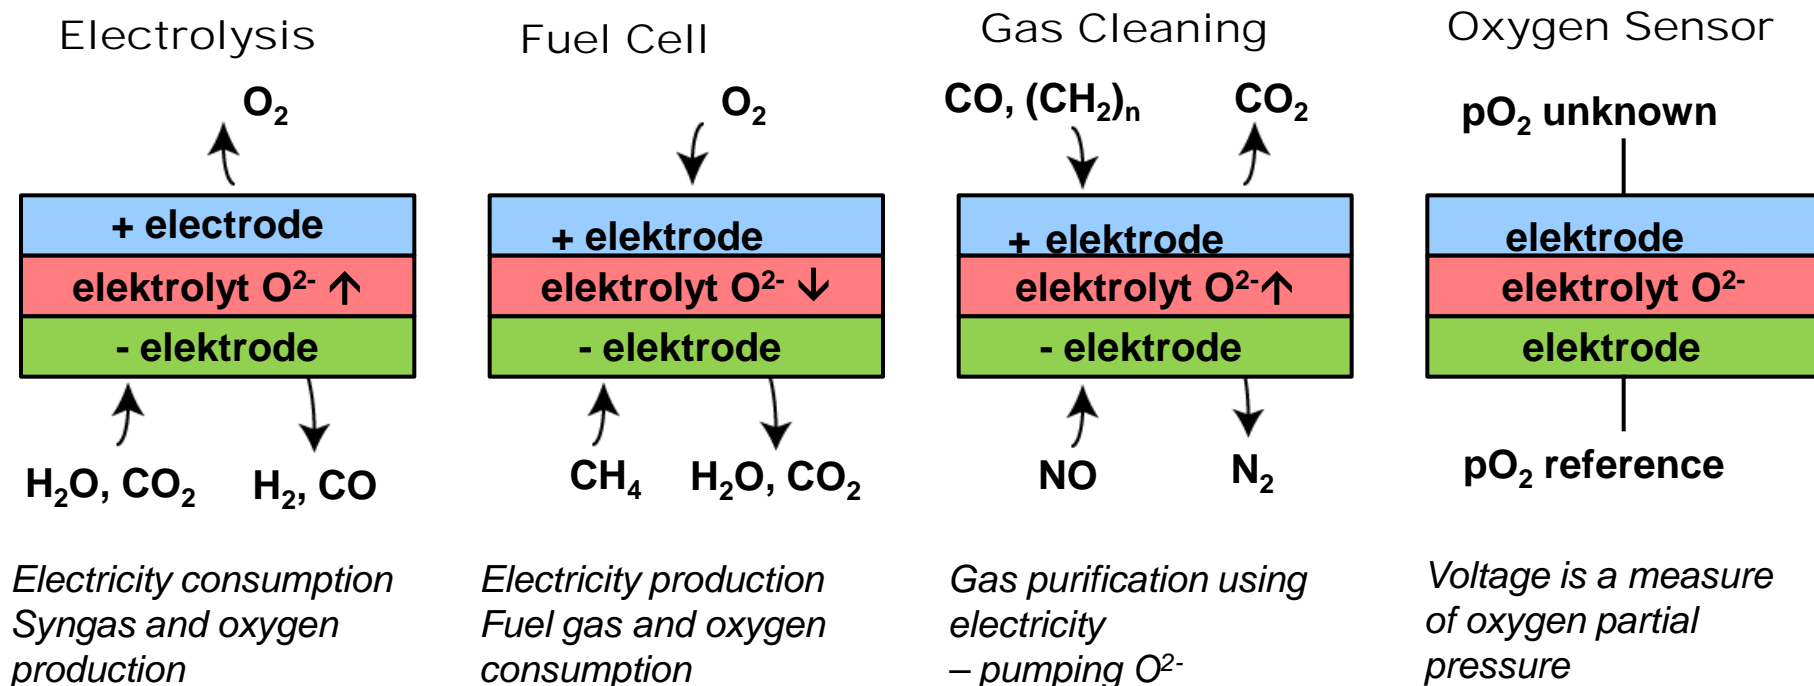 Electrolysis
O₂
+ electrode
elektrolyt O²⁻ ↑
- elektrode
H₂O, CO₂
H₂, CO
Electricity consumption
Syngas and oxygen
production
Fuel Cell
O₂
+ elektrode
elektrolyt O²⁻ ↓
- elektrode
CH₄
H₂O, CO₂
Electricity production
Fuel gas and oxygen
consumption
Gas Cleaning
CO, (CH₂)ₙ
CO₂
+ elektrode
elektrolyt O²⁻↑
- elektrode
NO
N₂
Gas purification using
electricity
– pumping O²⁻
Oxygen Sensor
pO₂ unknown
elektrode
elektrolyt O²⁻
elektrode
pO₂ reference
Voltage is a measure
of oxygen partial
pressure